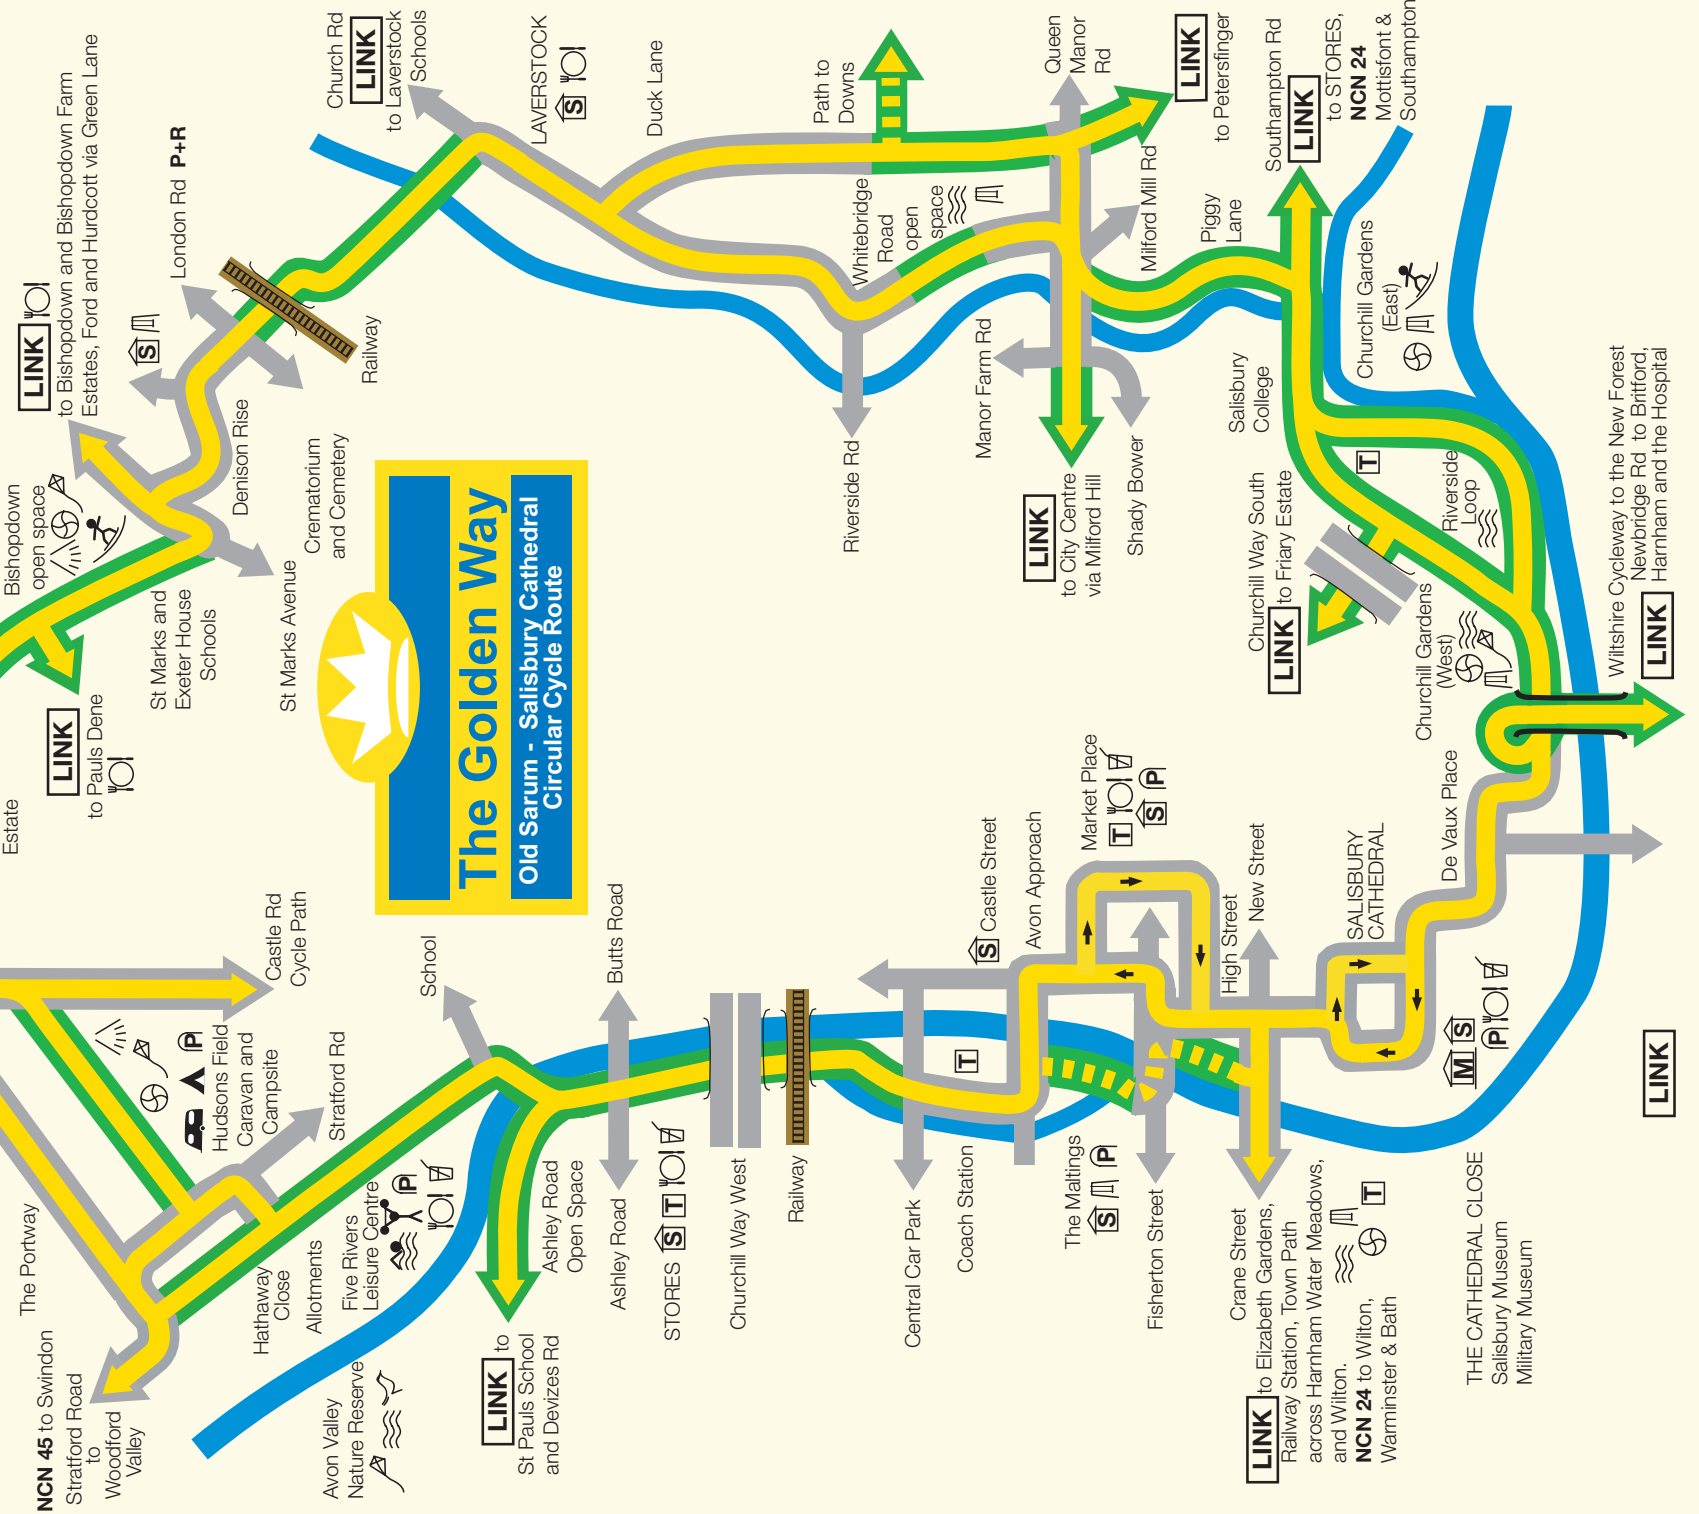 NCN 45 to Swindon
Stratford Road
to
Woodford
Valley
The Portway
Hathaway
Close
Allotments
Avon Valley
Nature Reserve
Five Rivers
Leisure Centre
P
Stratford Rd
P
Hudsons Field
Caravan and
Campsite
Castle Rd
Cycle Path
School
LINK to
St Pauls School
and Devizes Rd
Ashley Road
Open Space
Ashley Road
Butts Road
STORES S T
Churchill Way West
Railway
Central Car Park
Coach Station
T
S Castle Street
Avon Approach
The Maltings
S P
Fisherton Street
Market Place
T
S P
High Street
New Street
Crane Street
LINK to Elizabeth Gardens,
Railway Station, Town Path
across Harnham Water Meadows,
and Wilton.
NCN 24 to Wilton,
Warminster & Bath
T
SALISBURY
CATHEDRAL
M S
P
THE CATHEDRAL CLOSE
Salisbury Museum
Military Museum
De Vaux Place
LINK
Estate
LINK
to Pauls Dene
Bishopdown
open space
St Marks and
Exeter House
Schools
St Marks Avenue
Denison Rise
Crematorium
and Cemetery
LINK
to Bishopdown and Bishopdown Farm
Estates, Ford and Hurdcott via Green Lane
S
London Rd P+R
Railway
Church Rd
LINK
to Laverstock
Schools
LAVERSTOCK
S
Duck Lane
The Golden Way
Old Sarum - Salisbury Cathedral
Circular Cycle Route
Path to
Downs
Whitebridge
Road
open
space
Riverside Rd
Queen
Manor
Rd
LINK
to Petersfinger
Milford Mill Rd
Manor Farm Rd
Shady Bower
LINK
to City Centre
via Milford Hill
Piggy
Lane
Southampton Rd
LINK
to STORES,
NCN 24
Mottisfont &
Southampton
Salisbury
College
Churchill Gardens
(East)
Churchill Way South
LINK to Friary Estate
T
Riverside
Loop
Churchill Gardens
(West)
Wiltshire Cycleway to the New Forest
Newbridge Rd to Britford,
Harnham and the Hospital
LINK